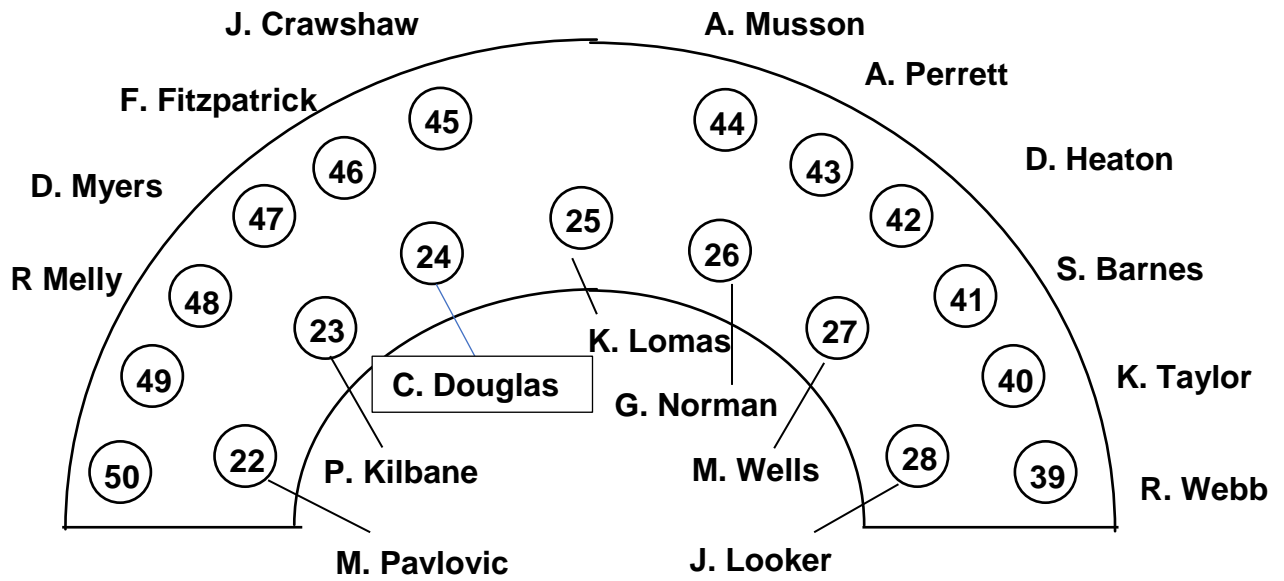 J. Crawshaw
A. Musson
A. Perrett
F. Fitzpatrick
45
44
46
43
D. Heaton
D. Myers
47
42
25
24
26
R Melly
S. Barnes
48
41
23
27
K. Lomas
49
40
K. Taylor
C. Douglas
G. Norman
50
22
P. Kilbane
M. Wells
28
39
R. Webb
M. Pavlovic
J. Looker